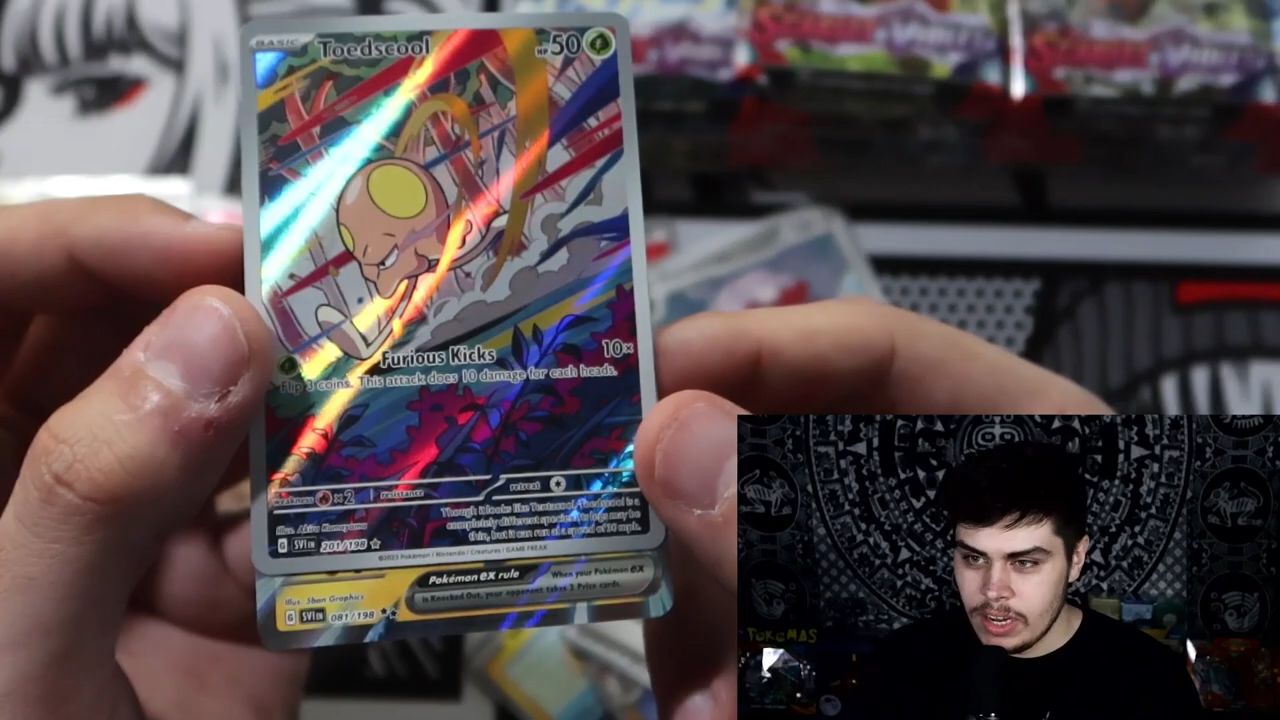 BASIC Toedscool HP 50
Furious Kicks 10×
Flip 3 coins. This attack does 10 damage for each heads.
weakness ×2 resistance retreat
Illus. Akira Komayama
G SVI EN 201/198 ★
Though it looks like Tentacool, Toedscool is a
completely different species. Its legs may be
thin, but it can run at a speed of 30 mph.
©2023 Pokémon / Nintendo / Creatures / GAME FREAK
Pokémon ex rule When your Pokémon ex
is Knocked Out, your opponent takes 2 Prize cards.
Illus. 5ban Graphics
G SVI EN 081/198 ★★